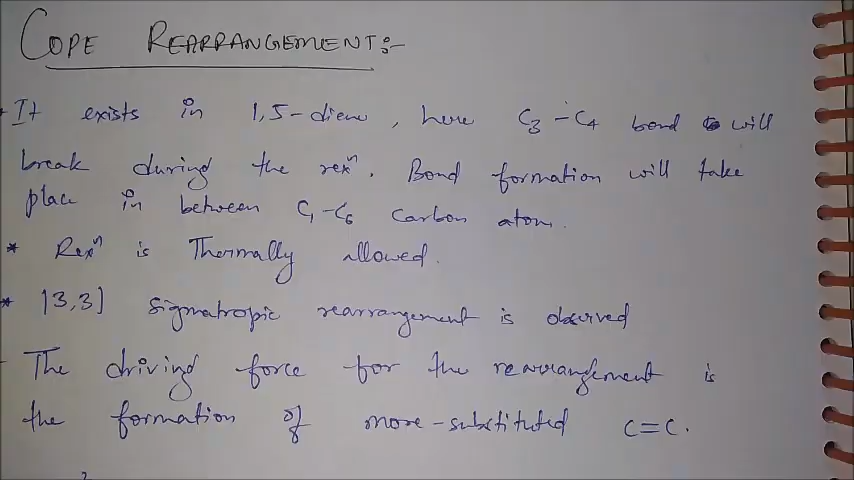 COPE REARRANGEMENT:-
It exists in 1,5-diene, here C3-C4 bond will
break during the rexn. Bond formation will take
place in between C1-C6 carbon atom.
* Rexn is Thermally allowed.
* [3,3] sigmatropic rearrangement is observed
- The driving force for the rearrangement is
the formation of more-substituted C=C.